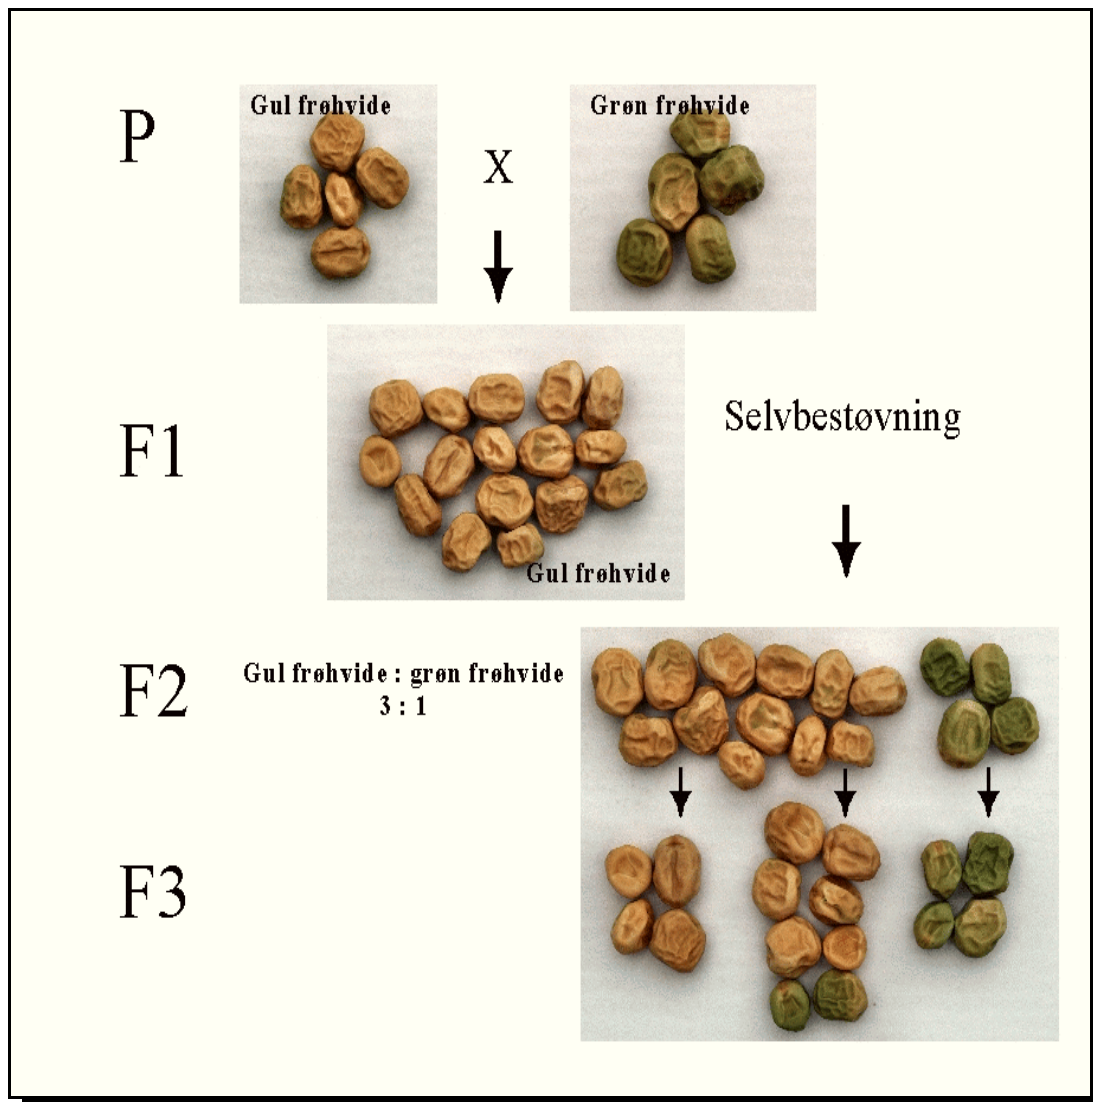 P
Gul frøhvide
X
Grøn frøhvide
F1
Selvbestøvning
Gul frøhvide
F2
Gul frøhvide : grøn frøhvide
3 : 1
F3